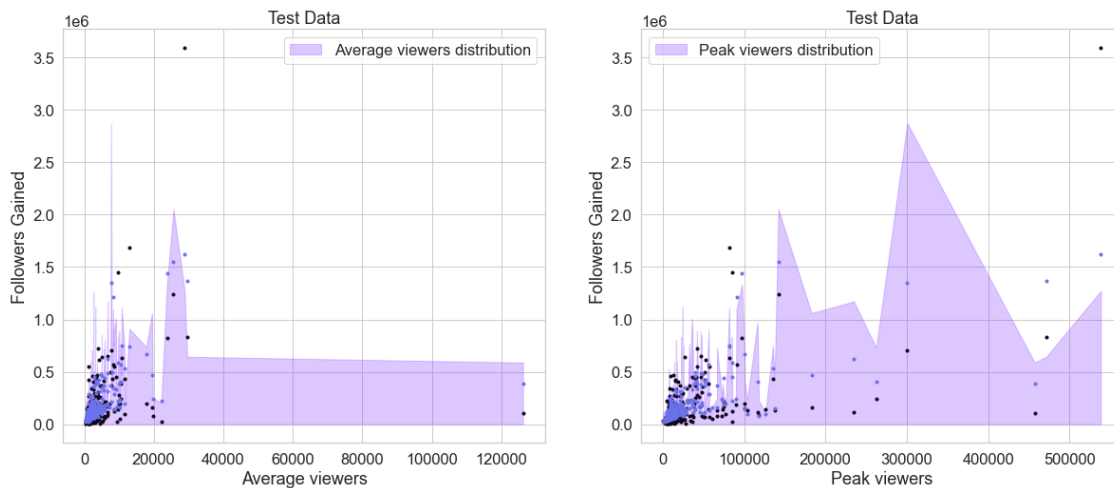 Test Data
1e6
Average viewers distribution
3.5
3.0
2.5
2.0
1.5
1.0
0.5
0.0
Followers Gained
0
20000
40000
60000
80000
100000
120000
Average viewers
Test Data
1e6
Peak viewers distribution
3.5
3.0
2.5
2.0
1.5
1.0
0.5
0.0
Followers Gained
0
100000
200000
300000
400000
500000
Peak viewers